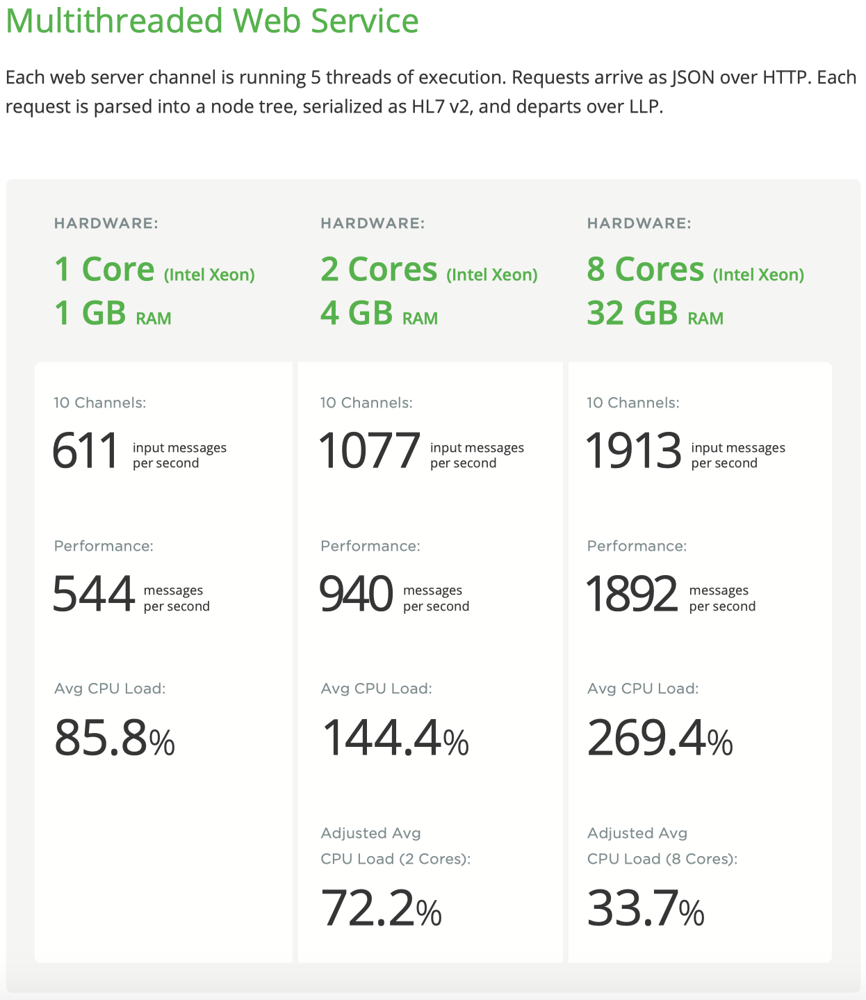 Multithreaded Web Service
Each web server channel is running 5 threads of execution. Requests arrive as JSON over HTTP. Each
request is parsed into a node tree, serialized as HL7 v2, and departs over LLP.
HARDWARE:
1 Core (Intel Xeon)
1 GB RAM
10 Channels:
611 input messages
per second
Performance:
544 messages
per second
Avg CPU Load:
85.8%
HARDWARE:
2 Cores (Intel Xeon)
4 GB RAM
10 Channels:
1077 input messages
per second
Performance:
940 messages
per second
Avg CPU Load:
144.4%
Adjusted Avg
CPU Load (2 Cores):
72.2%
HARDWARE:
8 Cores (Intel Xeon)
32 GB RAM
10 Channels:
1913 input messages
per second
Performance:
1892 messages
per second
Avg CPU Load:
269.4%
Adjusted Avg
CPU Load (8 Cores):
33.7%